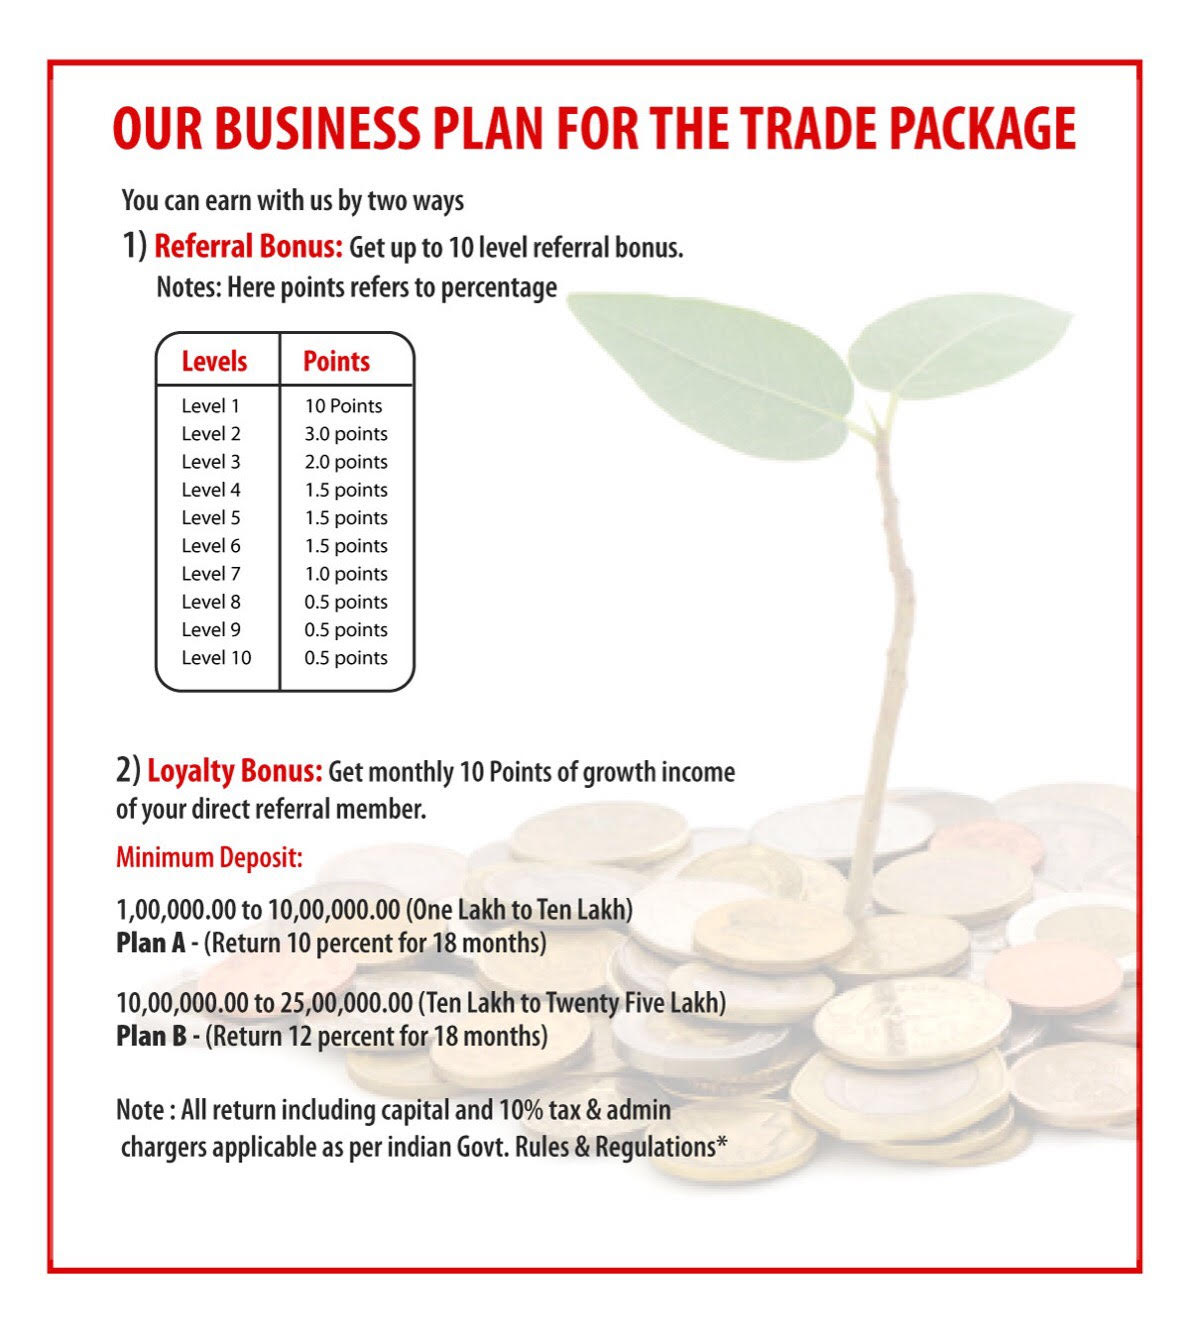 OUR BUSINESS PLAN FOR THE TRADE PACKAGE
You can earn with us by two ways
1) Referral Bonus: Get up to 10 level referral bonus.
Notes: Here points refers to percentage
Levels Points
Level 1 10 Points
Level 2 3.0 points
Level 3 2.0 points
Level 4 1.5 points
Level 5 1.5 points
Level 6 1.5 points
Level 7 1.0 points
Level 8 0.5 points
Level 9 0.5 points
Level 10 0.5 points
2) Loyalty Bonus: Get monthly 10 Points of growth income
of your direct referral member.
Minimum Deposit:
1,00,000.00 to 10,00,000.00 (One Lakh to Ten Lakh)
Plan A - (Return 10 percent for 18 months)
10,00,000.00 to 25,00,000.00 (Ten Lakh to Twenty Five Lakh)
Plan B - (Return 12 percent for 18 months)
Note : All return including capital and 10% tax & admin
chargers applicable as per indian Govt. Rules & Regulations*